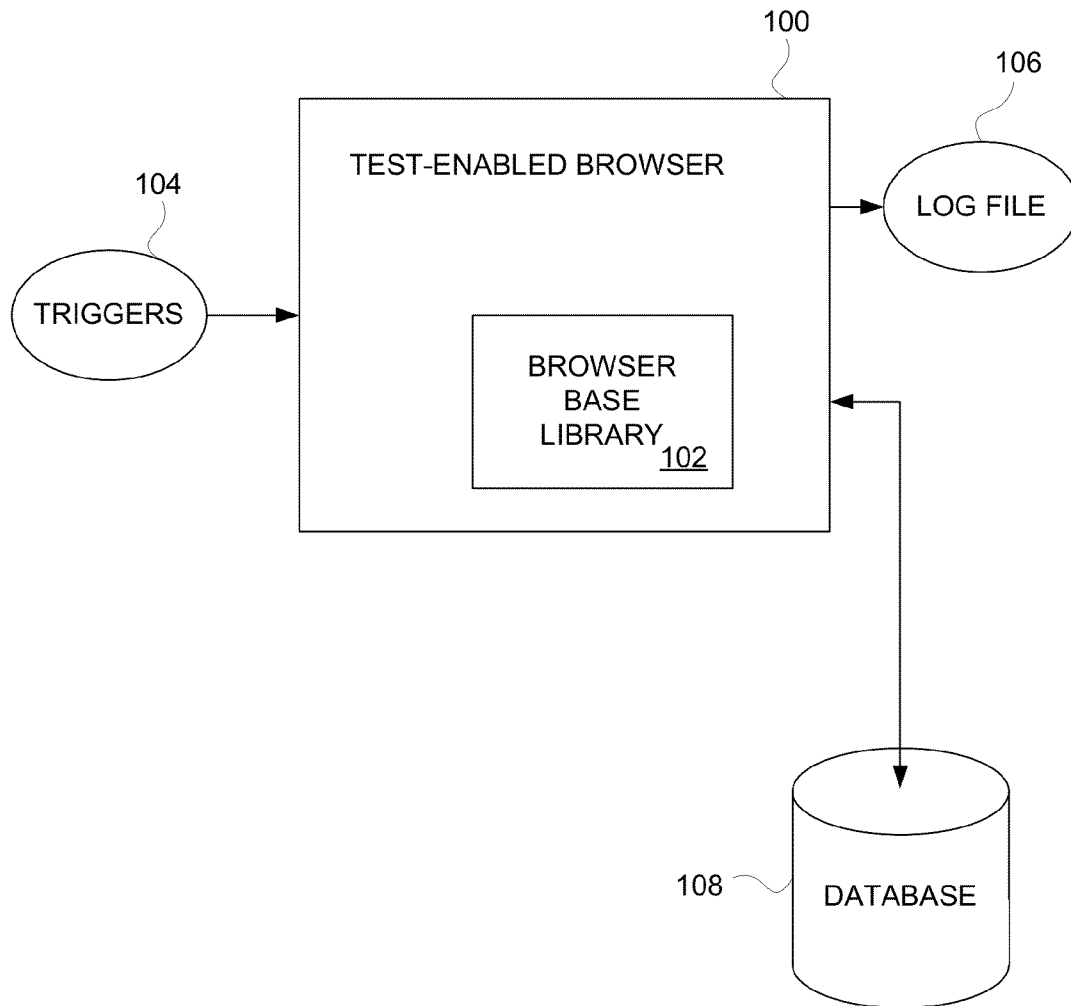 100
106
TEST-ENABLED BROWSER
104
LOG FILE
TRIGGERS
BROWSER
BASE
LIBRARY
102
108
DATABASE